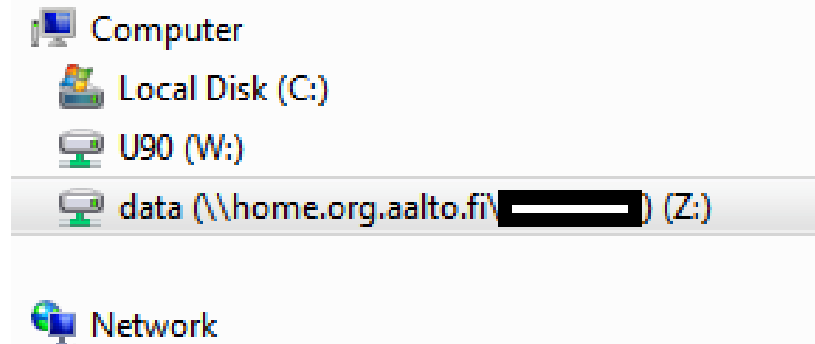 Computer
Local Disk (C:)
U90 (W:)
data (\\home.org.aalto.fi\ ) (Z:)
Network